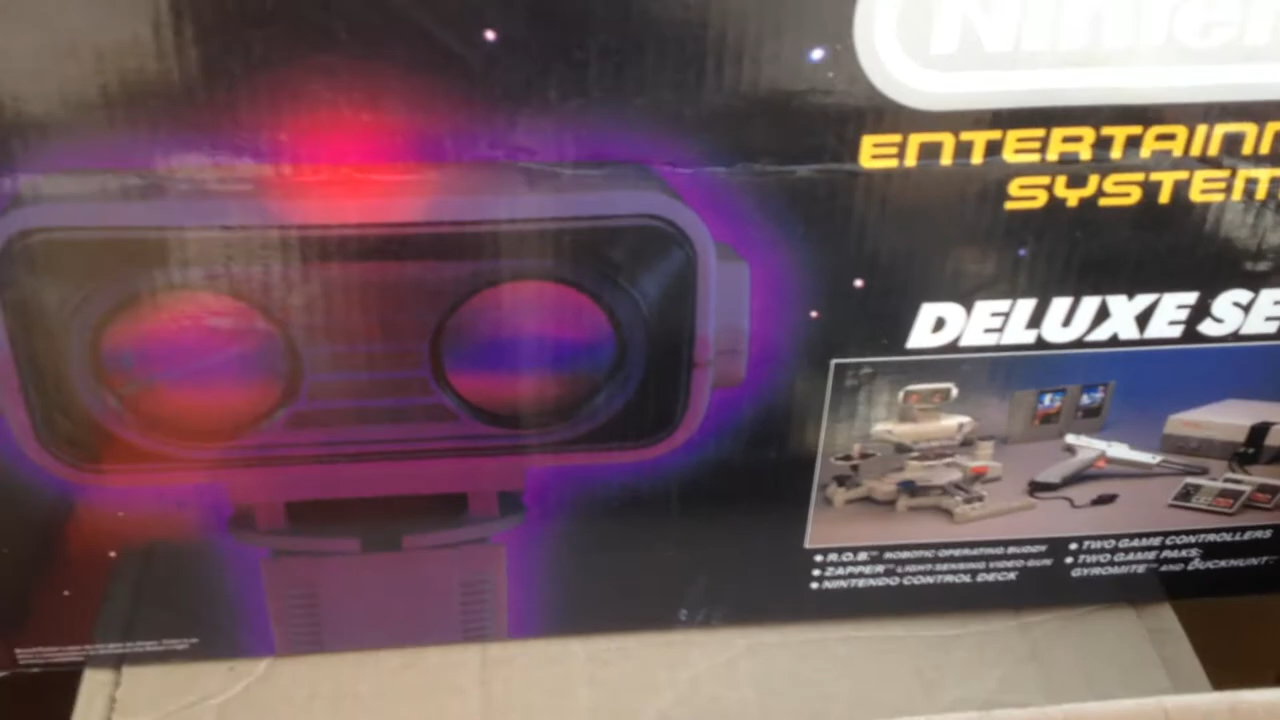 Ninten
ENTERTAINM
SYSTEM
DELUXE SE
• R.O.B.™ ROBOTIC OPERATING BUDDY
• ZAPPER™ LIGHT-SENSING VIDEO GUN
• NINTENDO CONTROL DECK
• TWO GAME CONTROLLERS
• TWO GAME PAKS:
GYROMITE™ AND DUCKHUNT™